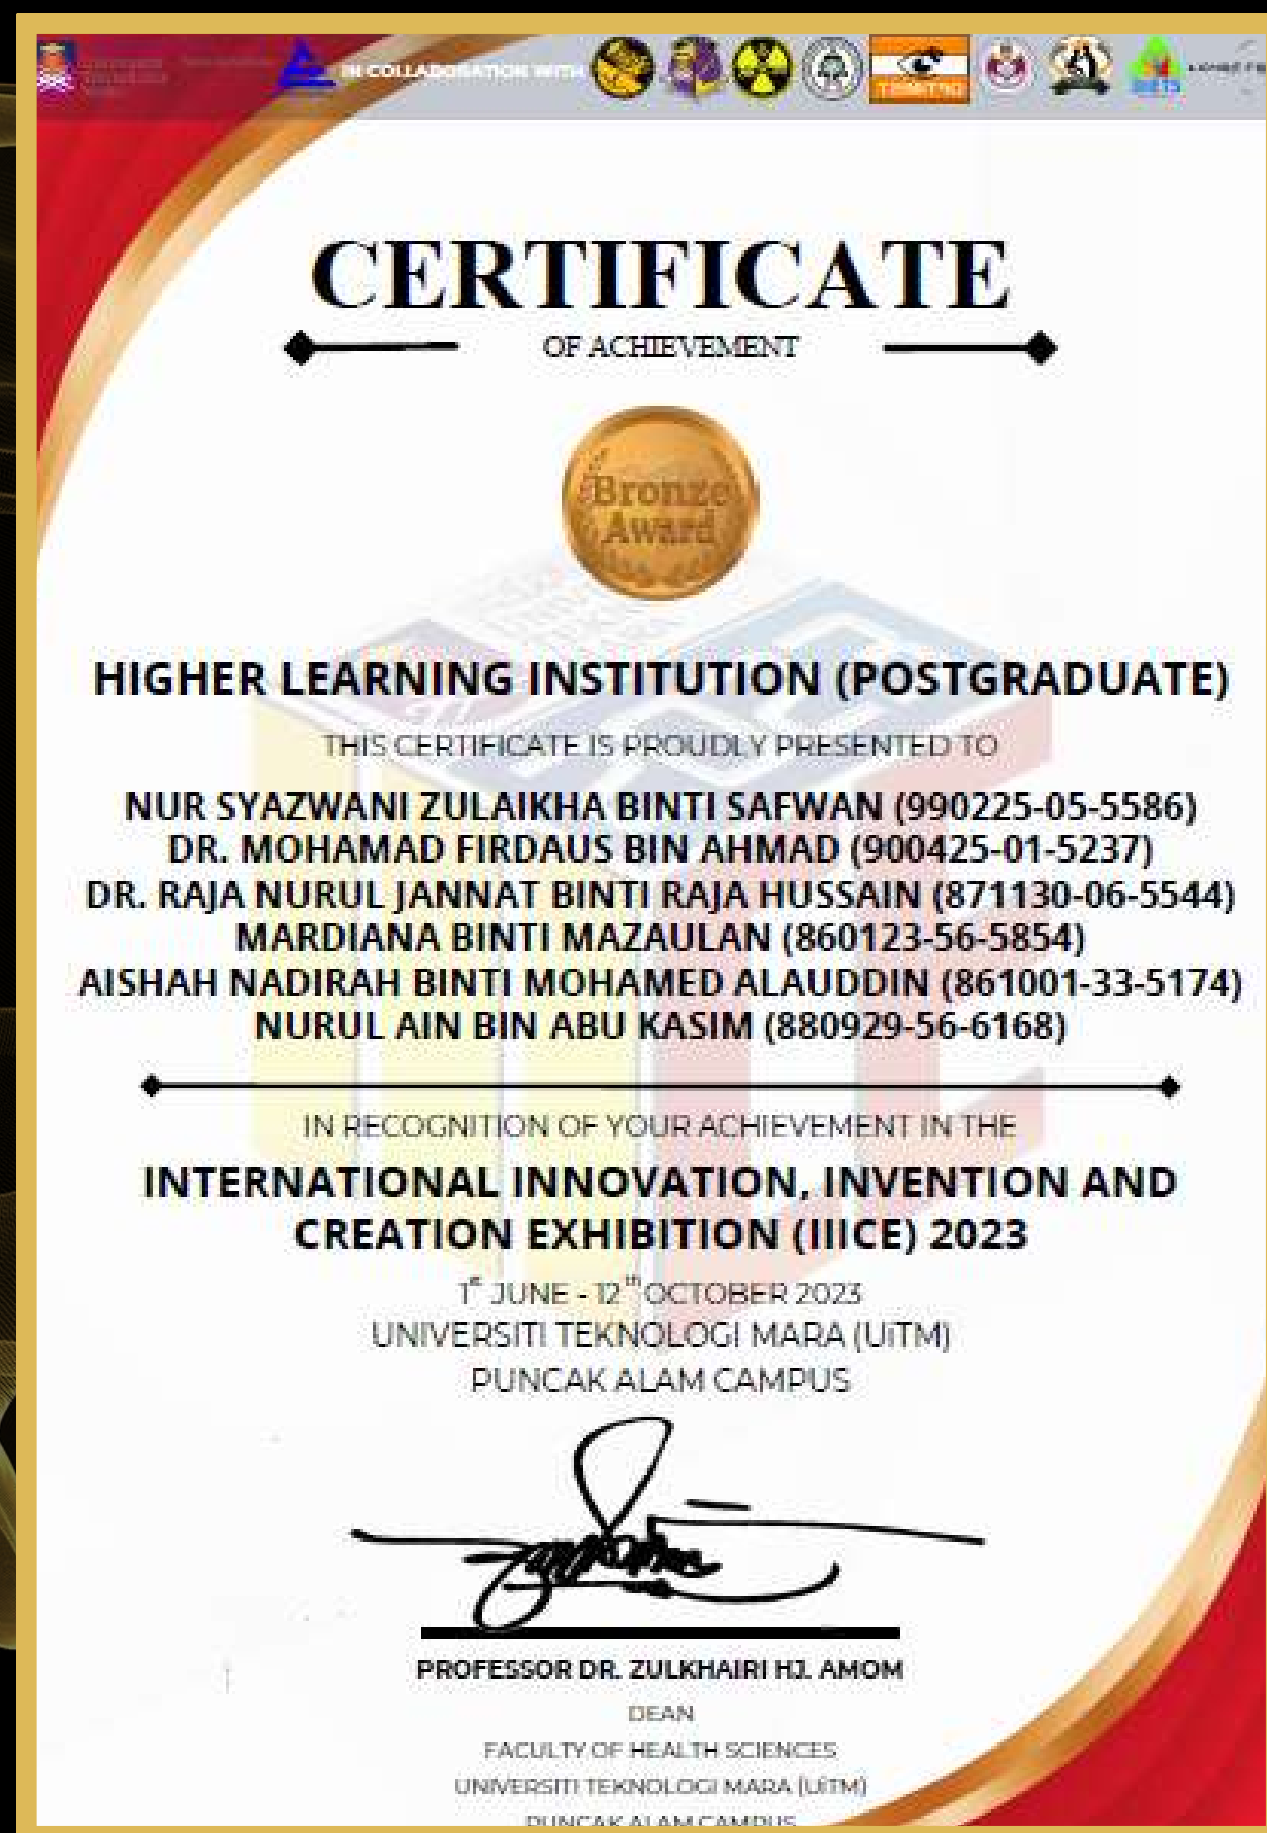 IN COLLABORATION WITH
CERTIFICATE
OF ACHIEVEMENT
Bronze
Award
HIGHER LEARNING INSTITUTION (POSTGRADUATE)
THIS CERTIFICATE IS PROUDLY PRESENTED TO
NUR SYAZWANI ZULAIKHA BINTI SAFWAN (990225-05-5586)
DR. MOHAMAD FIRDAUS BIN AHMAD (900425-01-5237)
DR. RAJA NURUL JANNAT BINTI RAJA HUSSAIN (871130-06-5544)
MARDIANA BINTI MAZAULAN (860123-56-5854)
AISHAH NADIRAH BINTI MOHAMED ALAUDDIN (861001-33-5174)
NURUL AIN BIN ABU KASIM (880929-56-6168)
IN RECOGNITION OF YOUR ACHIEVEMENT IN THE
INTERNATIONAL INNOVATION, INVENTION AND
CREATION EXHIBITION (IIICE) 2023
1st JUNE - 12th OCTOBER 2023
UNIVERSITI TEKNOLOGI MARA (UiTM)
PUNCAK ALAM CAMPUS
PROFESSOR DR. ZULKHAIRI HJ. AMOM
DEAN
FACULTY OF HEALTH SCIENCES
UNIVERSITI TEKNOLOGI MARA (UiTM)
PUNCAK ALAM CAMPUS